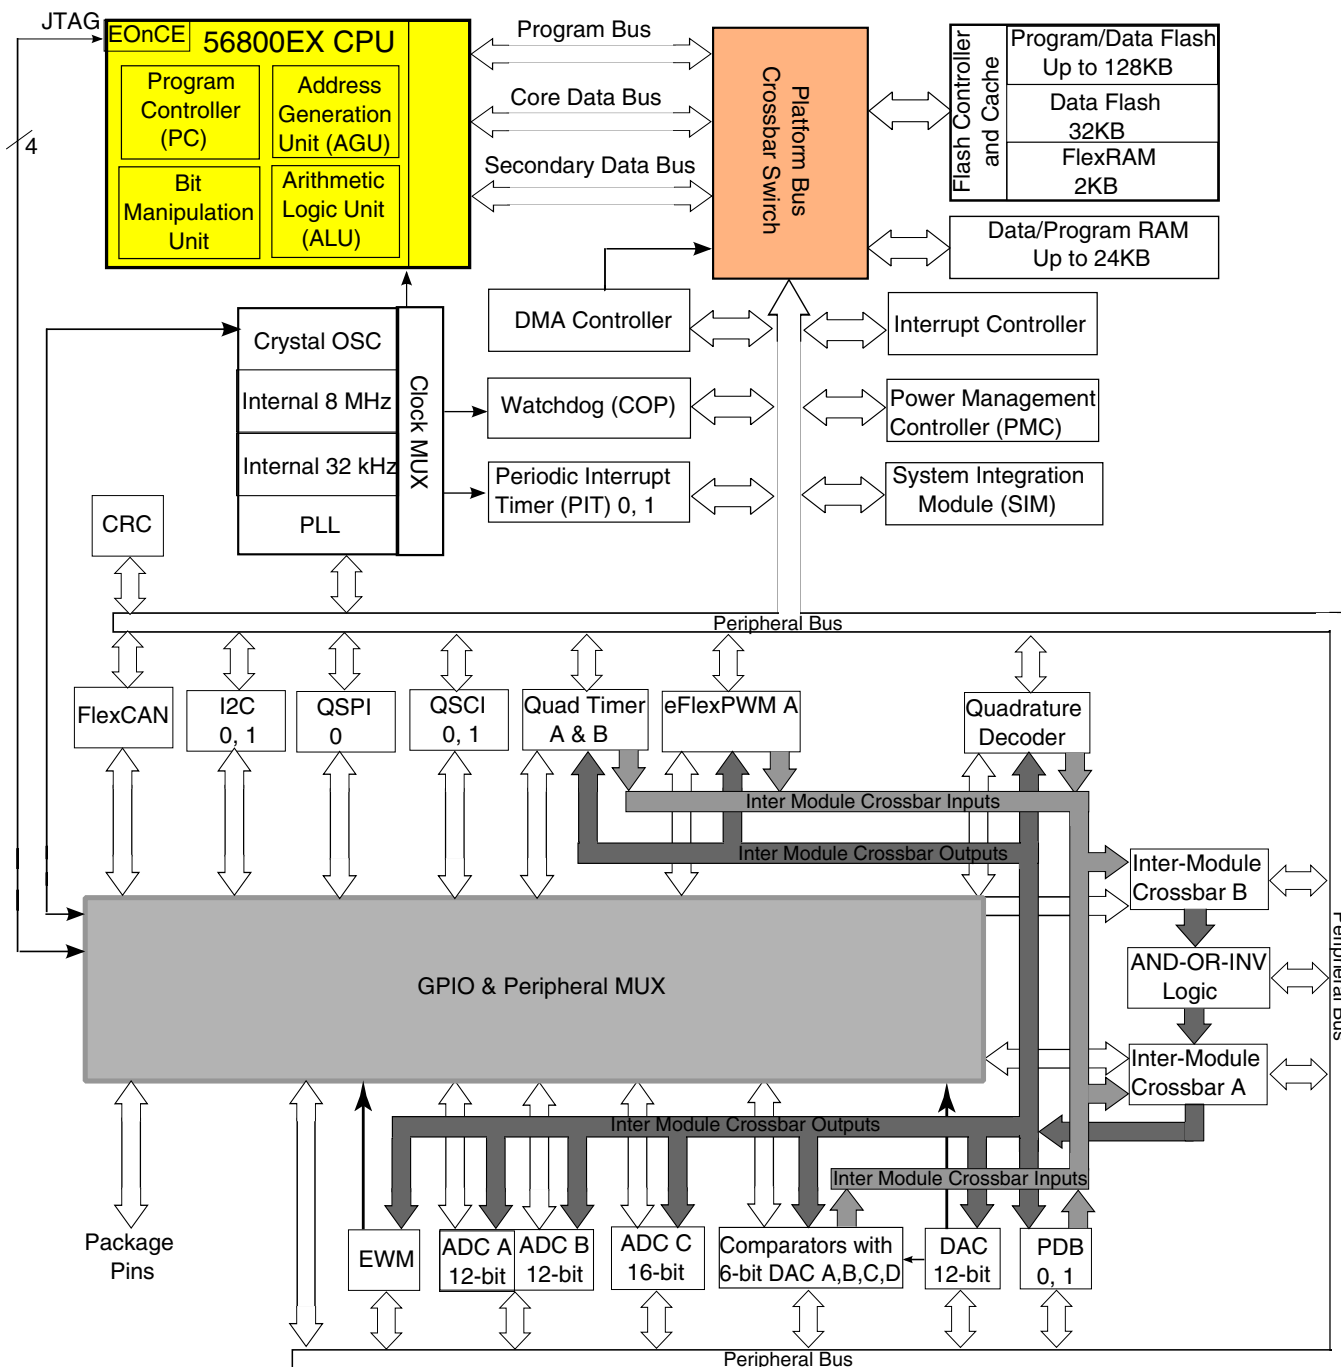 JTAG
EOnCE
56800EX CPU
Program
Controller
(PC)
Address
Generation
Unit (AGU)
Bit
Manipulation
Unit
Arithmetic
Logic Unit
(ALU)
4
Program Bus
Core Data Bus
Secondary Data Bus
Platform Bus
Crossbar Swirch
Flash Controller
and Cache
Program/Data Flash
Up to 128KB
Data Flash
32KB
FlexRAM
2KB
Data/Program RAM
Up to 24KB
Crystal OSC
Internal 8 MHz
Internal 32 kHz
PLL
Clock MUX
DMA Controller
Interrupt Controller
Watchdog (COP)
Power Management
Controller (PMC)
Periodic Interrupt
Timer (PIT) 0, 1
System Integration
Module (SIM)
CRC
Peripheral Bus
FlexCAN
I2C
0, 1
QSPI
0
QSCI
0, 1
Quad Timer
A & B
eFlexPWM A
Quadrature
Decoder
Inter Module Crossbar Inputs
Inter Module Crossbar Outputs
Inter-Module
Crossbar B
AND-OR-INV
Logic
Inter-Module
Crossbar A
Peripheral Bus
GPIO & Peripheral MUX
Inter Module Crossbar Outputs
Inter Module Crossbar Inputs
Package
Pins
EWM
ADC A
12-bit
ADC B
12-bit
ADC C
16-bit
Comparators with
6-bit DAC A,B,C,D
DAC
12-bit
PDB
0, 1
Peripheral Bus